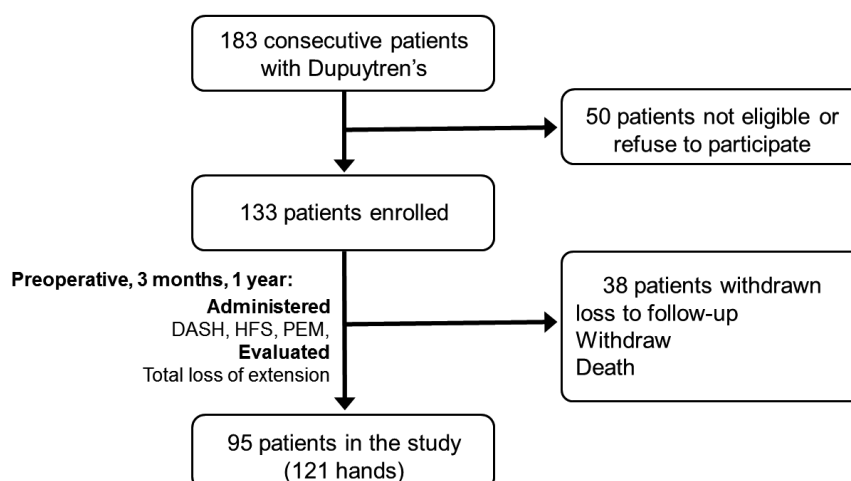 183 consecutive patients
with Dupuytren's
50 patients not eligible or
refuse to participate
133 patients enrolled
Preoperative, 3 months, 1 year:
Administered
DASH, HFS, PEM,
Evaluated
Total loss of extension
38 patients withdrawn
loss to follow-up
Withdraw
Death
95 patients in the study
(121 hands)